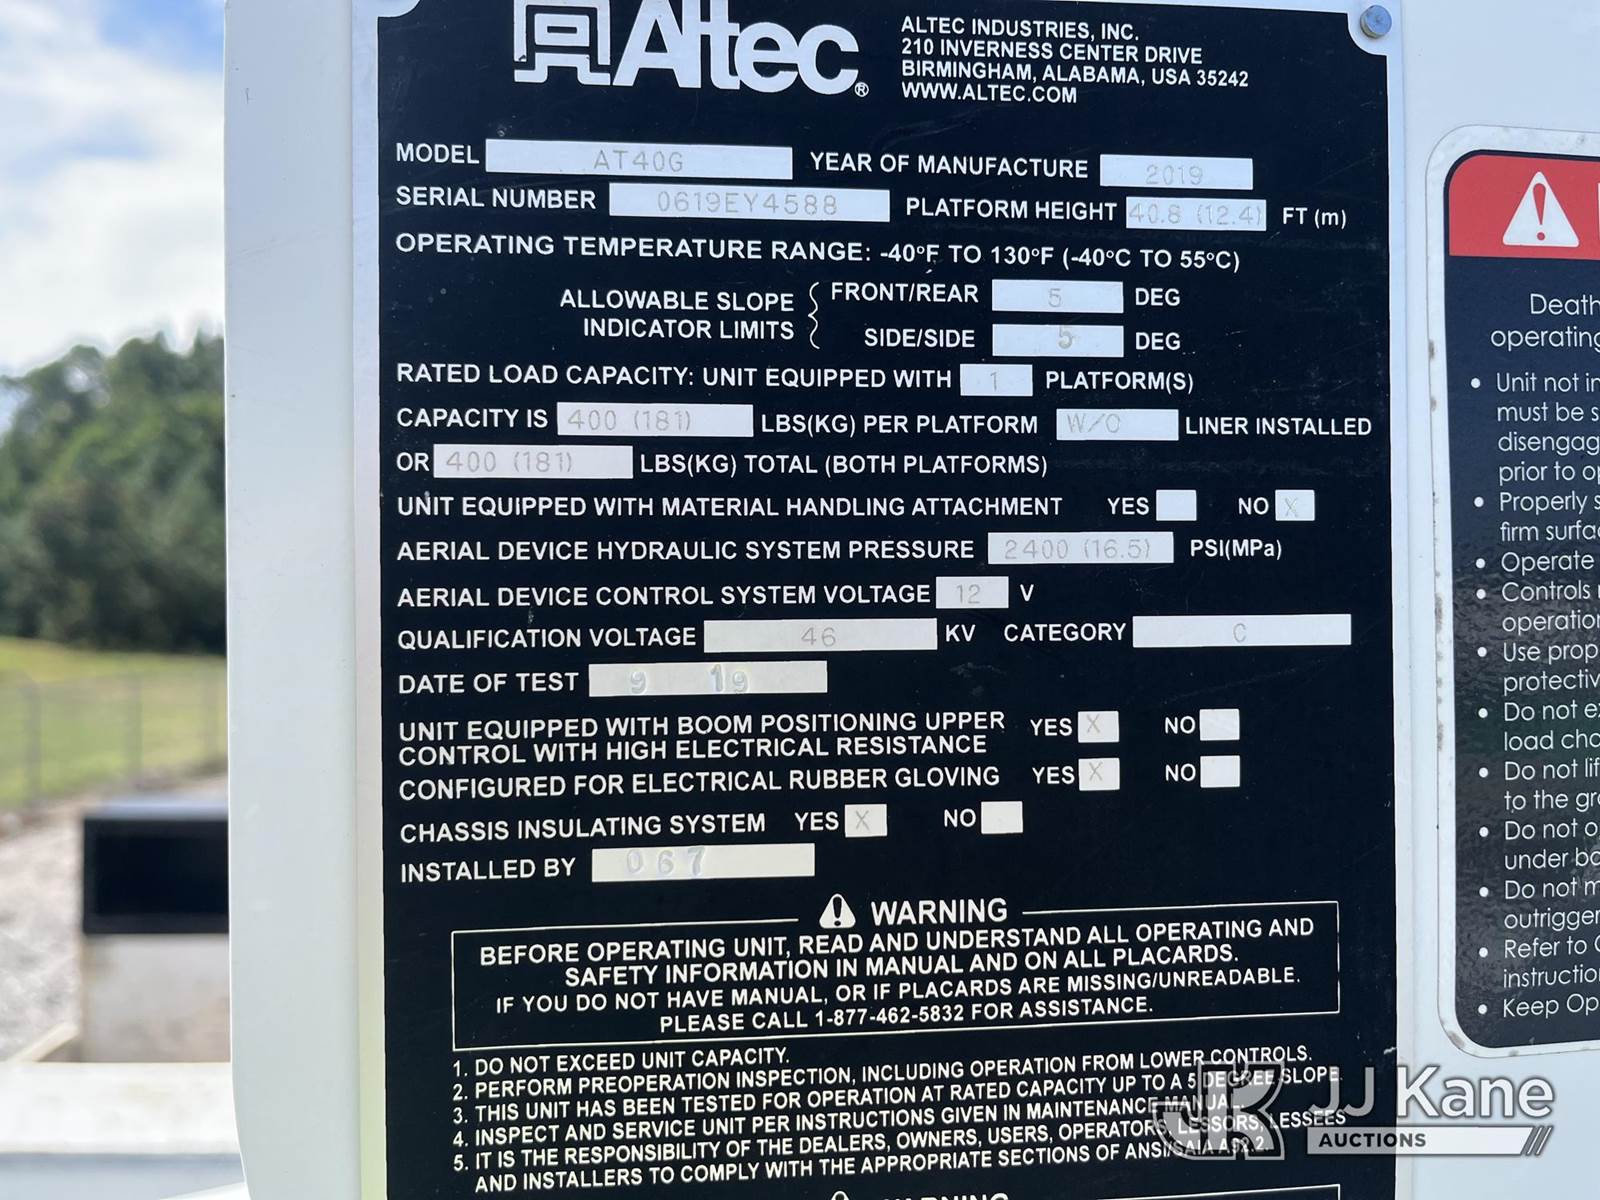 Altec®
ALTEC INDUSTRIES, INC.
210 INVERNESS CENTER DRIVE
BIRMINGHAM, ALABAMA, USA 35242
WWW.ALTEC.COM
MODEL AT40G YEAR OF MANUFACTURE 2019
SERIAL NUMBER 0619EY4588 PLATFORM HEIGHT 40.8 (12.4) FT (m)
OPERATING TEMPERATURE RANGE: -40°F TO 130°F (-40°C TO 55°C)
ALLOWABLE SLOPE INDICATOR LIMITS
FRONT/REAR 5 DEG
SIDE/SIDE 5 DEG
RATED LOAD CAPACITY: UNIT EQUIPPED WITH 1 PLATFORM(S)
CAPACITY IS 400 (181) LBS(KG) PER PLATFORM W/O LINER INSTALLED
OR 400 (181) LBS(KG) TOTAL (BOTH PLATFORMS)
UNIT EQUIPPED WITH MATERIAL HANDLING ATTACHMENT YES NO X
AERIAL DEVICE HYDRAULIC SYSTEM PRESSURE 2400 (16.5) PSI(MPa)
AERIAL DEVICE CONTROL SYSTEM VOLTAGE 12 V
QUALIFICATION VOLTAGE 46 KV CATEGORY C
DATE OF TEST 9 19
UNIT EQUIPPED WITH BOOM POSITIONING UPPER YES X NO
CONTROL WITH HIGH ELECTRICAL RESISTANCE
CONFIGURED FOR ELECTRICAL RUBBER GLOVING YES X NO
CHASSIS INSULATING SYSTEM YES X NO
INSTALLED BY 067
WARNING
BEFORE OPERATING UNIT, READ AND UNDERSTAND ALL OPERATING AND
SAFETY INFORMATION IN MANUAL AND ON ALL PLACARDS.
IF YOU DO NOT HAVE MANUAL, OR IF PLACARDS ARE MISSING/UNREADABLE.
PLEASE CALL 1-877-462-5832 FOR ASSISTANCE.
1. DO NOT EXCEED UNIT CAPACITY.
2. PERFORM PREOPERATION INSPECTION, INCLUDING OPERATION FROM LOWER CONTROLS.
3. THIS UNIT HAS BEEN TESTED FOR OPERATION AT RATED CAPACITY UP TO A 5 DEGREE SLOPE.
4. INSPECT AND SERVICE UNIT PER INSTRUCTIONS GIVEN IN MAINTENANCE MANUAL.
5. IT IS THE RESPONSIBILITY OF THE DEALERS, OWNERS, USERS, OPERATORS, LESSORS, LESSEES
AND INSTALLERS TO COMPLY WITH THE APPROPRIATE SECTIONS OF ANSI/SAIA A92.2.
WARNING
Death
operating
• Unit not in
must be s
disengag
prior to op
• Properly s
firm surfac
• Operate
• Controls
operation
• Use prop
protectiv
• Do not ex
load cha
• Do not lif
to the gro
• Do not o
under bo
• Do not m
outrigger
• Refer to
instruction
• Keep Op
JK JJ Kane
AUCTIONS